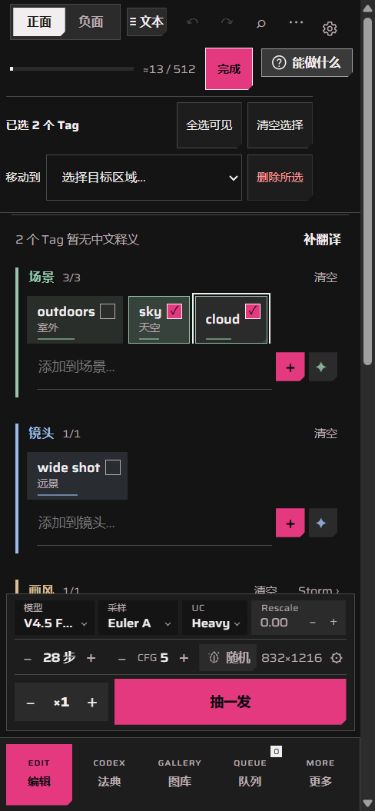 正面 负面 文本
≈13 / 512 完成 能做什么
已选 2 个 Tag 全选可见 清空选择
移动到 选择目标区域... 删除所选
2 个 Tag 暂无中文释义 补翻译
场景 3/3 清空
outdoors sky cloud
室外 天空
添加到场景... +
镜头 1/1 清空
wide shot
远景
添加到镜头... +
画风 1/1 清空 Storm ›
模型 采样 UC Rescale
V4.5 F... Euler A Heavy 0.00 − +
− 28 步 + − CFG 5 + 随机 832×1216
− ×1 + 抽一发
EDIT CODEX GALLERY QUEUE 0 MORE
编辑 法典 图库 队列 更多